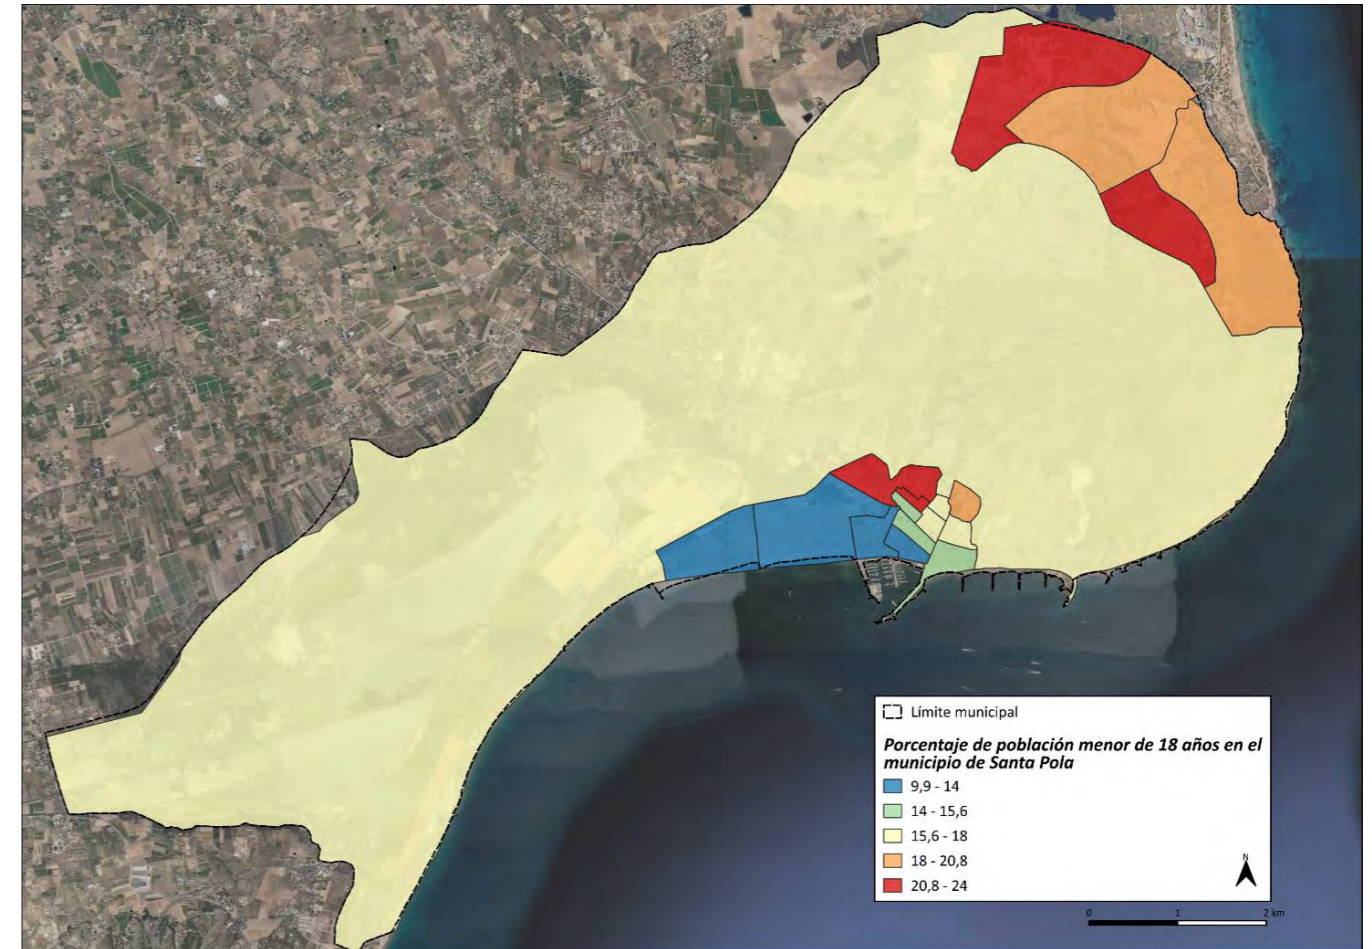 Límite municipal
Porcentaje de población menor de 18 años en el
municipio de Santa Pola
9,9 - 14
14 - 15,6
15,6 - 18
18 - 20,8
20,8 - 24
N
0 1 2 km